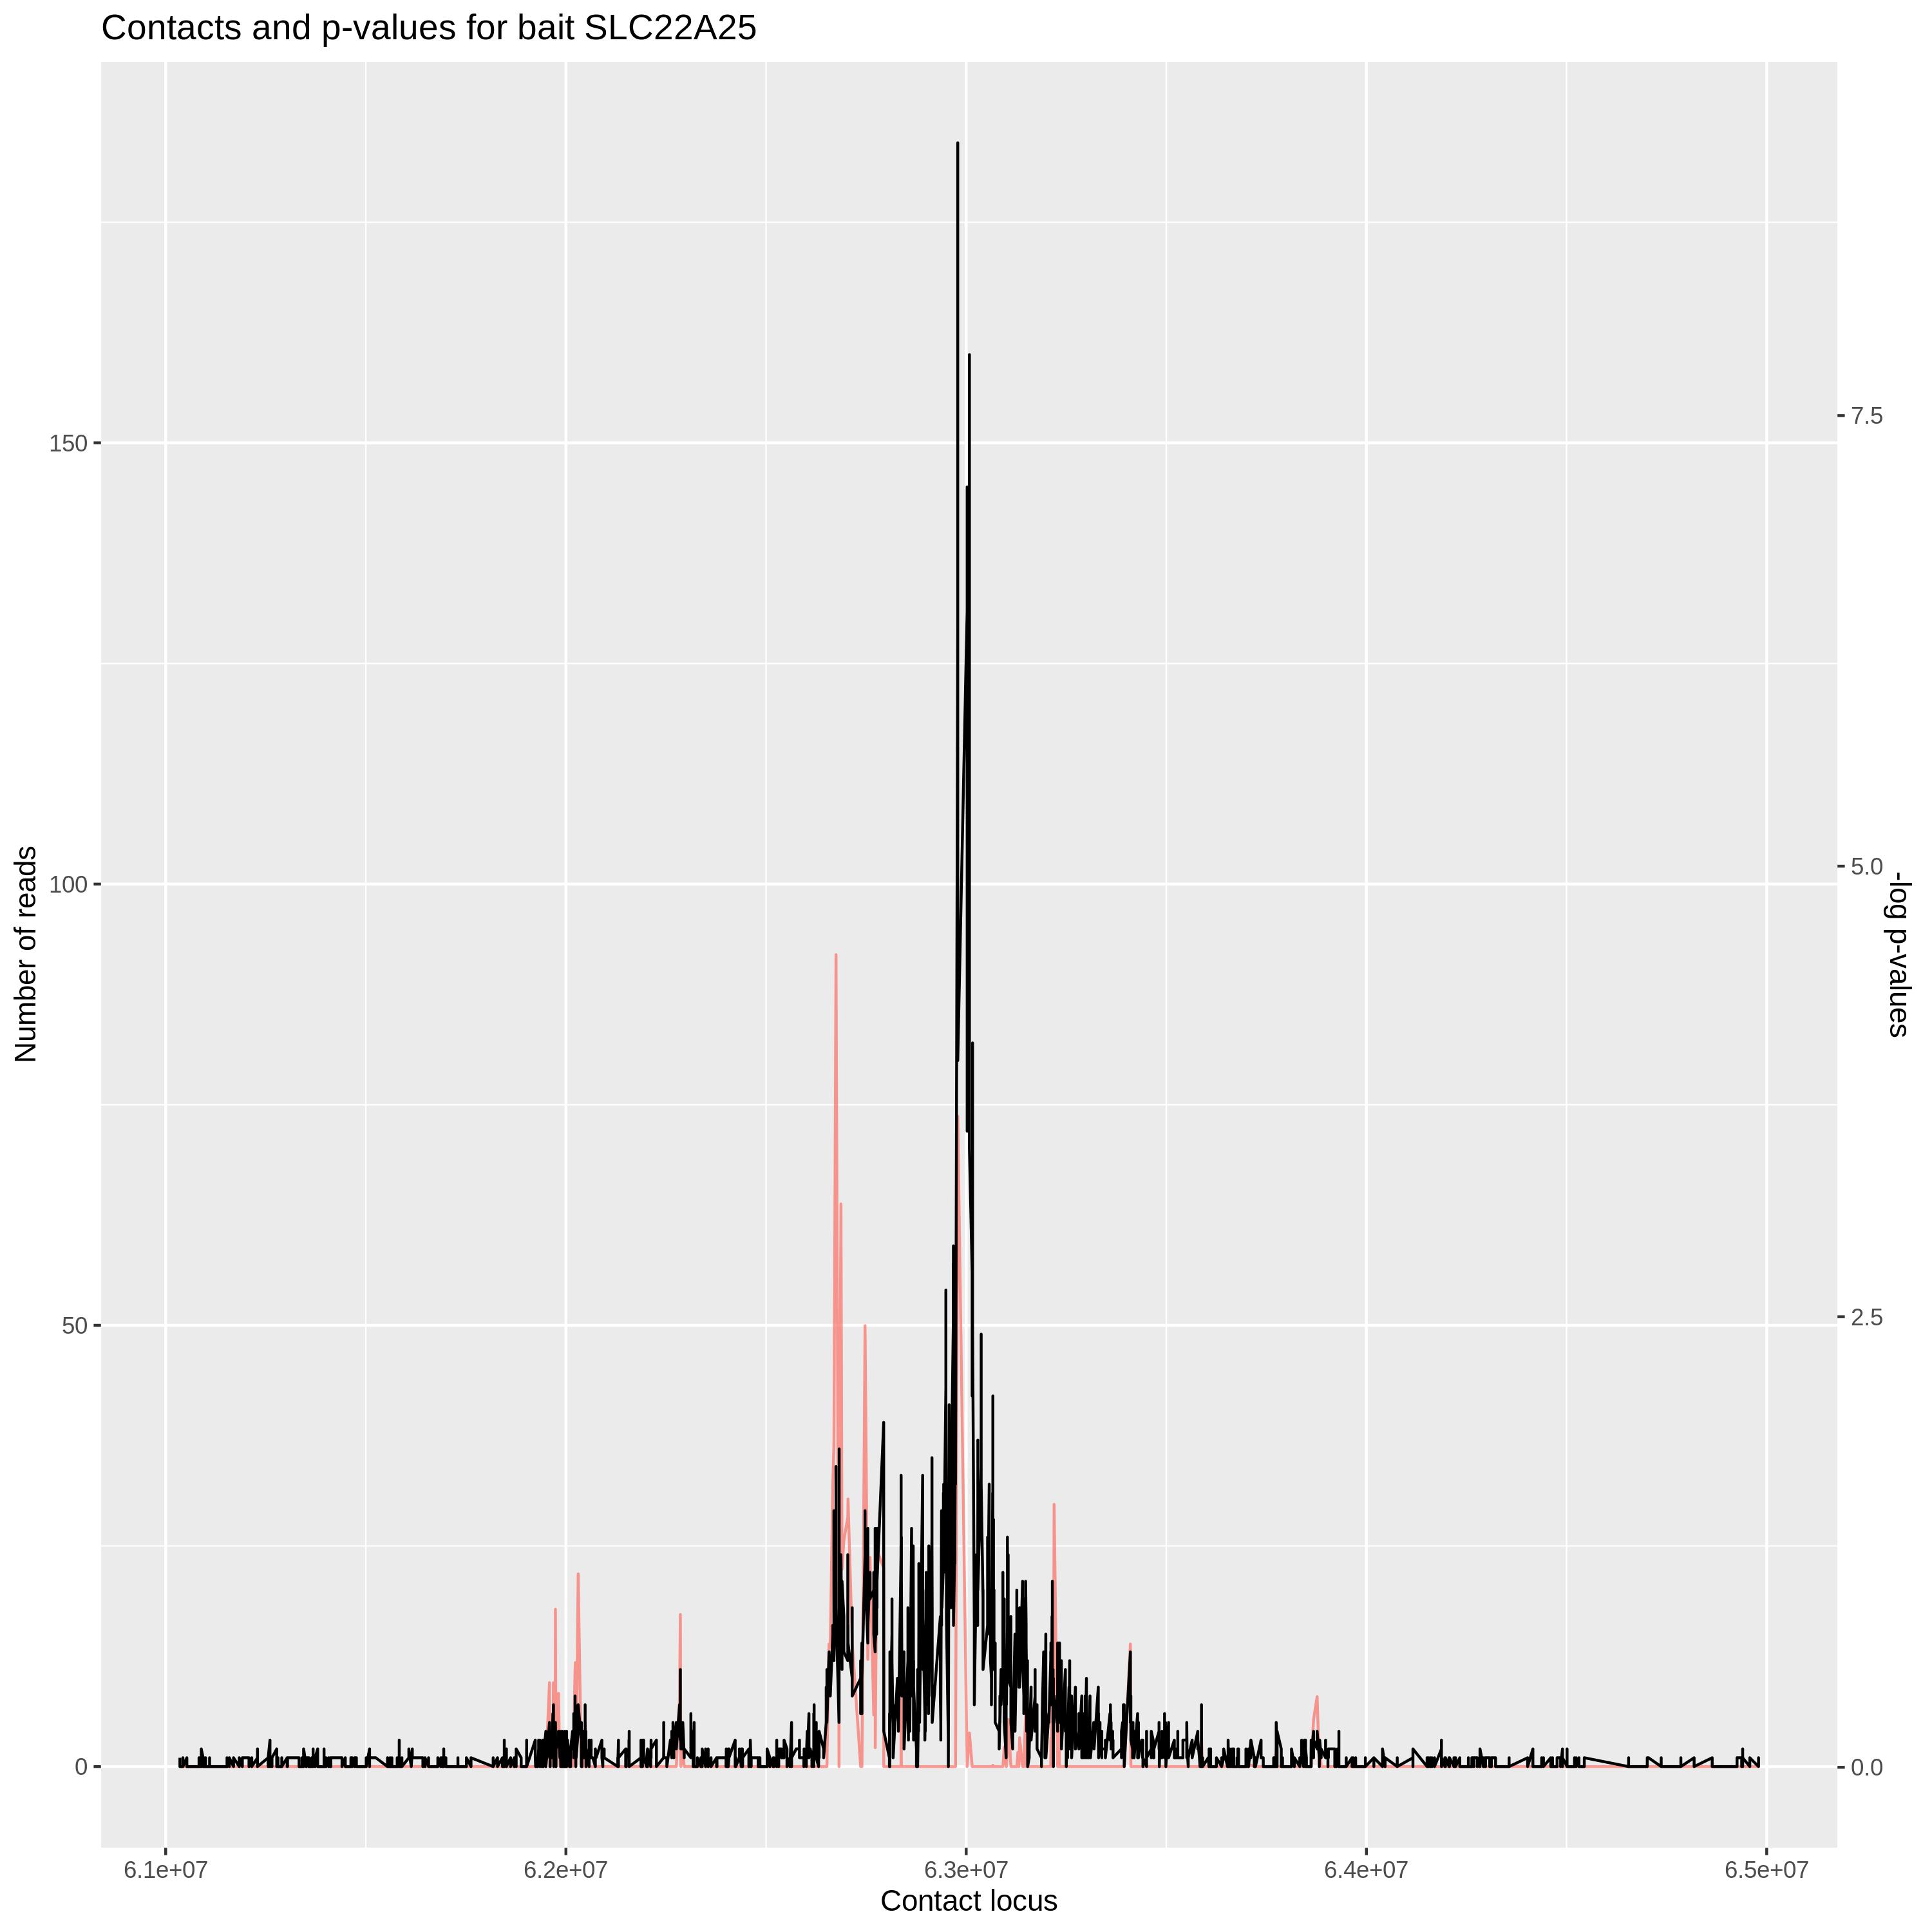 Contacts and p-values for bait SLC22A25
150
100
50
0
Number of reads
7.5
5.0
2.5
0.0
-log p-values
6.1e+07 6.2e+07 6.3e+07 6.4e+07 6.5e+07
Contact locus